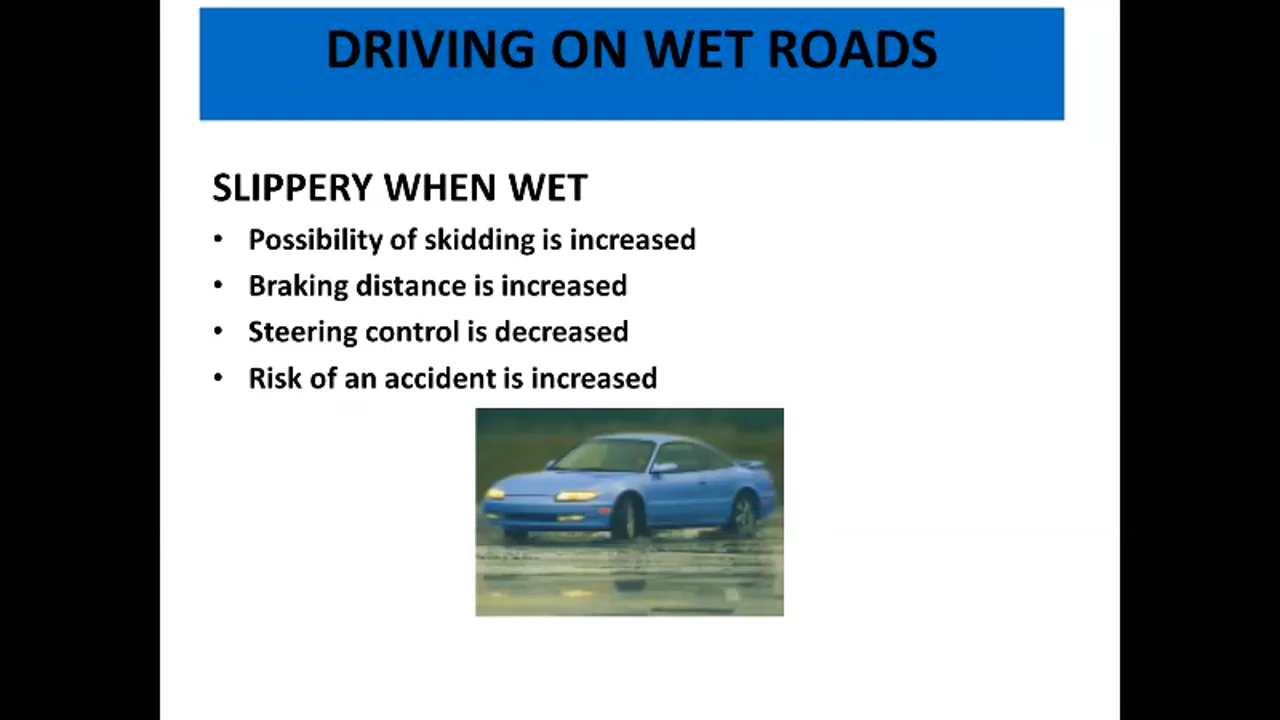 DRIVING ON WET ROADS
SLIPPERY WHEN WET
• Possibility of skidding is increased
• Braking distance is increased
• Steering control is decreased
• Risk of an accident is increased